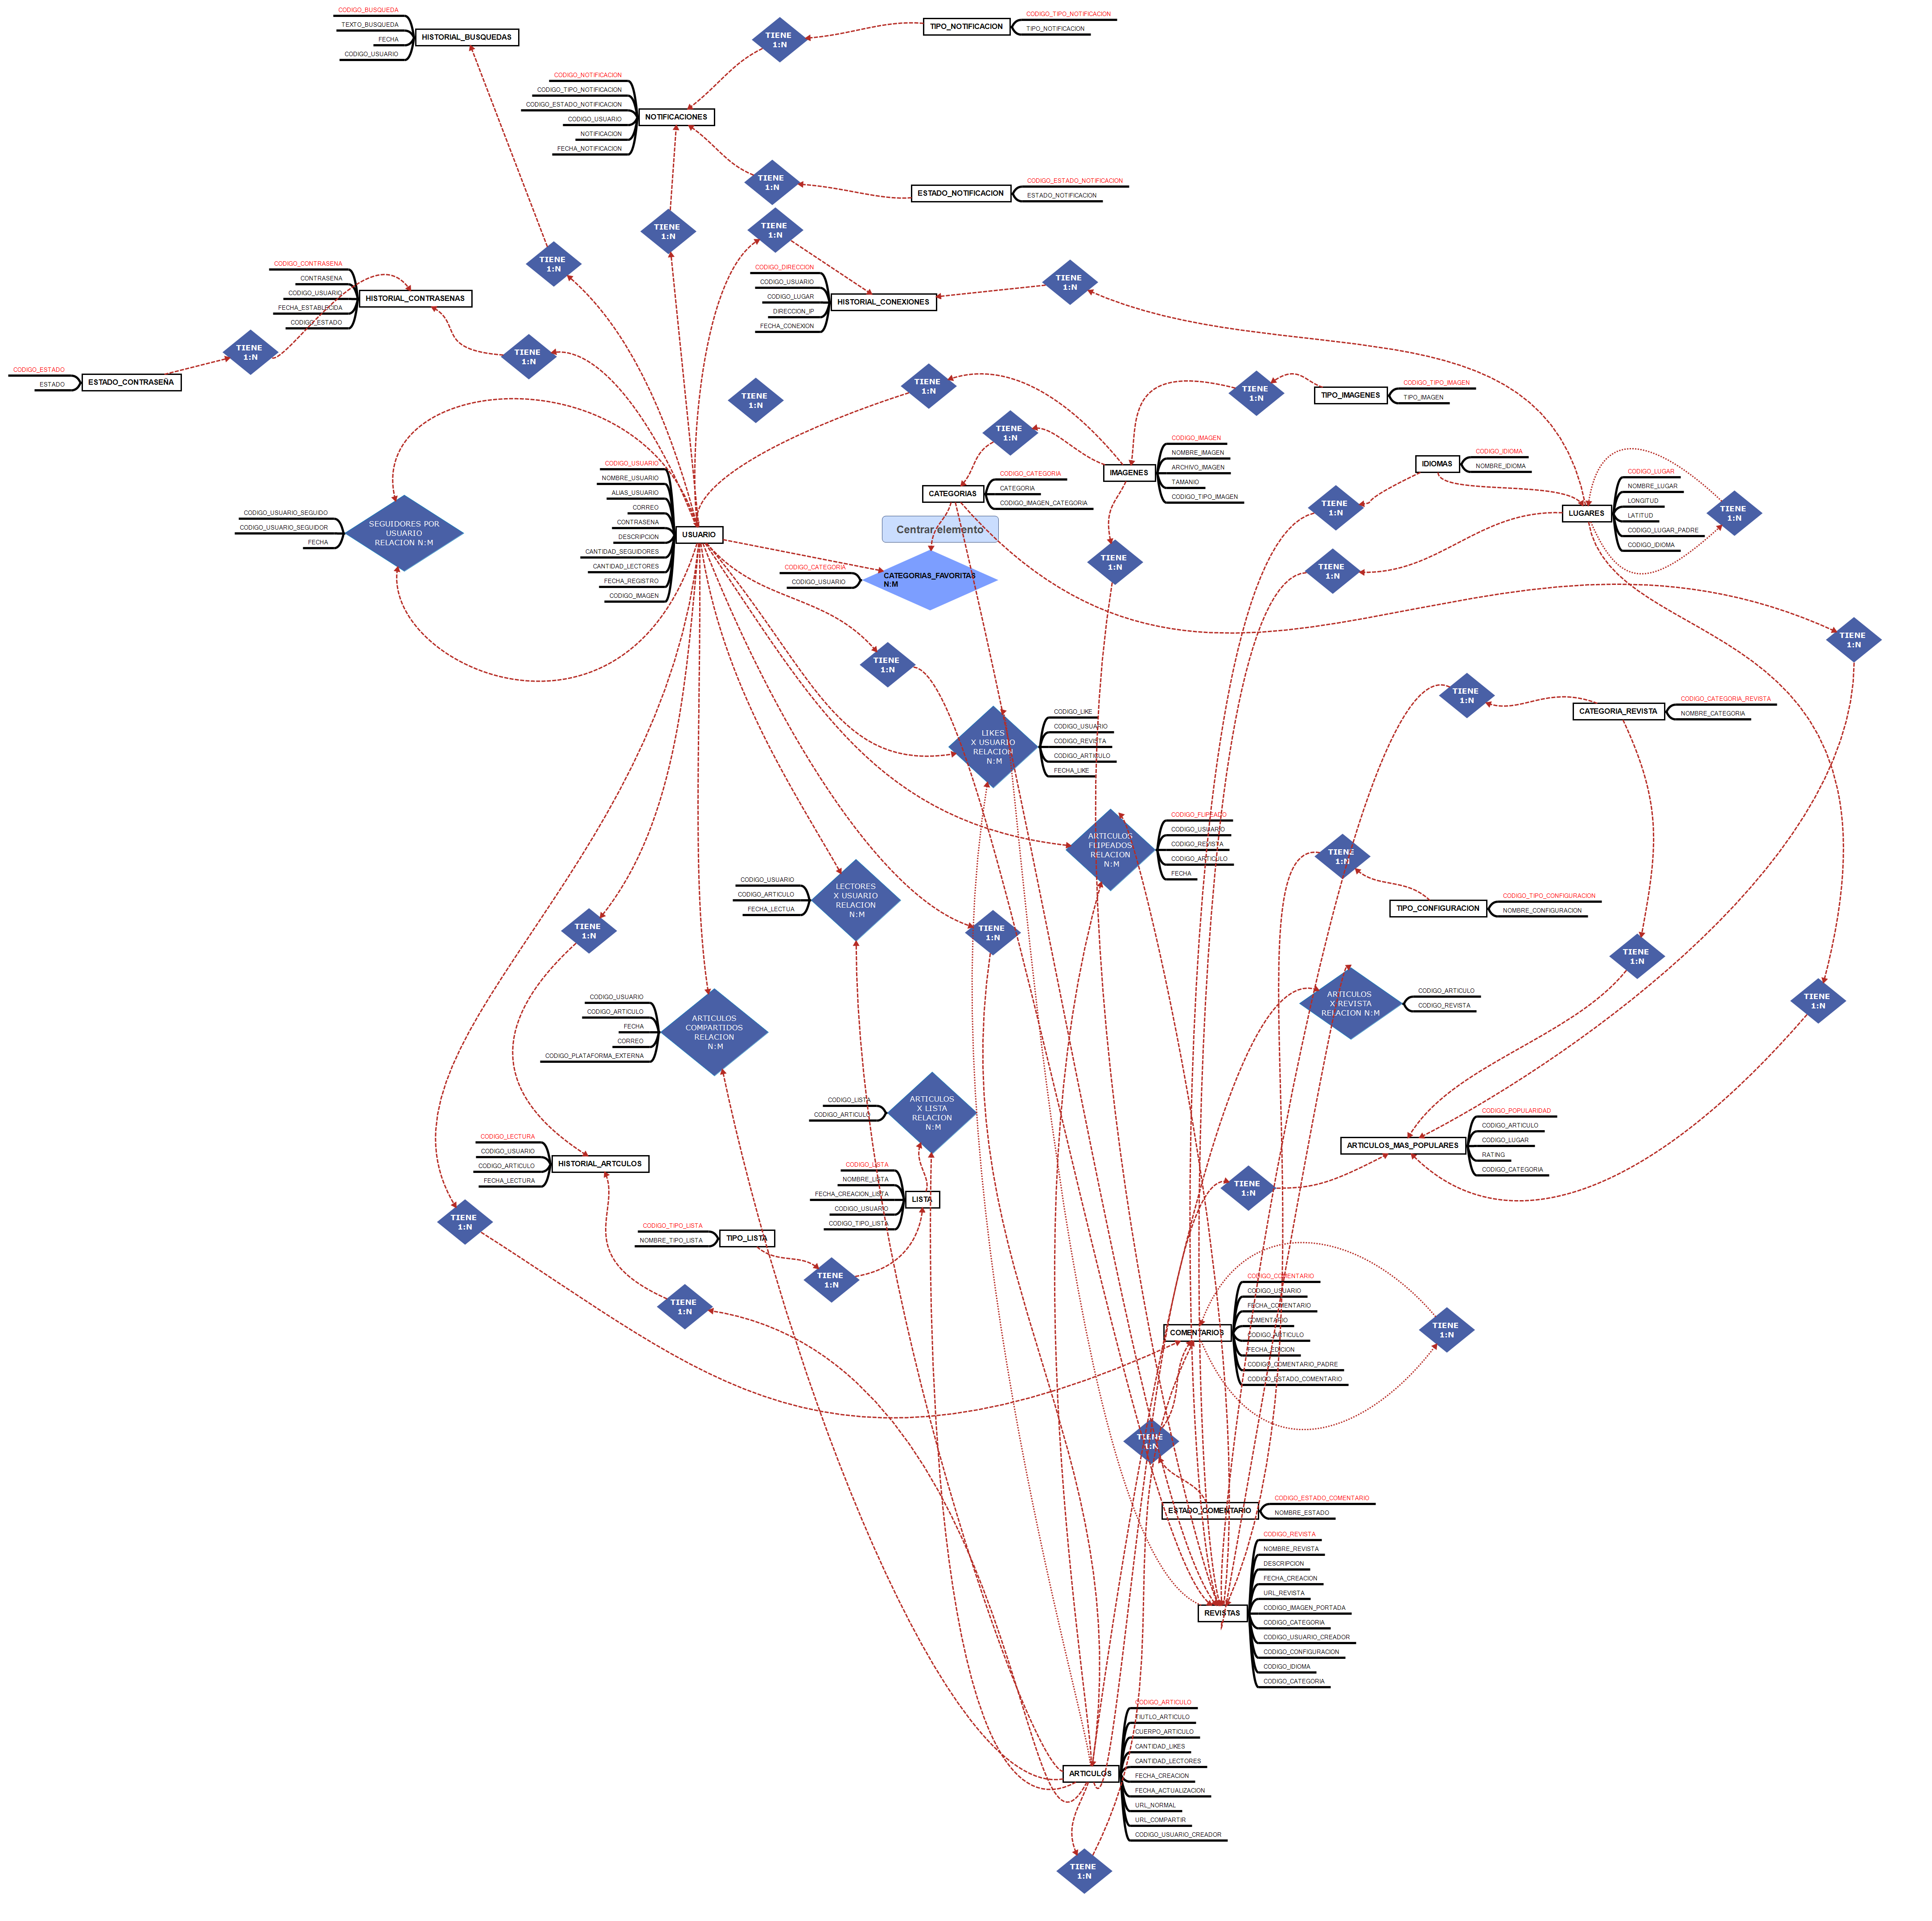 CODIGO_BUSQUEDA
TEXTO_BUSQUEDA
FECHA
CODIGO_USUARIO
HISTORIAL_BUSQUEDAS
TIENE
1:N
TIPO_NOTIFICACION
CODIGO_TIPO_NOTIFICACION
TIPO_NOTIFICACION
CODIGO_NOTIFICACION
CODIGO_TIPO_NOTIFICACION
CODIGO_ESTADO_NOTIFICACION
CODIGO_USUARIO
NOTIFICACION
FECHA_NOTIFICACION
NOTIFICACIONES
TIENE
1:N
ESTADO_NOTIFICACION
CODIGO_ESTADO_NOTIFICACION
ESTADO_NOTIFICACION
TIENE
1:N
TIENE
1:N
TIENE
1:N
CODIGO_CONTRASENA
CONTRASENA
CODIGO_USUARIO
FECHA_ESTABLECIDA
CODIGO_ESTADO
HISTORIAL_CONTRASENAS
CODIGO_DIRECCION
CODIGO_USUARIO
CODIGO_LUGAR
DIRECCION_IP
FECHA_CONEXION
HISTORIAL_CONEXIONES
TIENE
1:N
TIENE
1:N
TIENE
1:N
CODIGO_ESTADO
ESTADO
ESTADO_CONTRASEÑA
TIENE
1:N
TIENE
1:N
TIENE
1:N
TIPO_IMAGENES
CODIGO_TIPO_IMAGEN
TIPO_IMAGEN
TIENE
1:N
IMAGENES
CODIGO_IMAGEN
NOMBRE_IMAGEN
ARCHIVO_IMAGEN
TAMANIO
CODIGO_TIPO_IMAGEN
IDIOMAS
CODIGO_IDIOMA
NOMBRE_IDIOMA
CATEGORIAS
CODIGO_CATEGORIA
CATEGORIA
CODIGO_IMAGEN_CATEGORIA
LUGARES
CODIGO_LUGAR
NOMBRE_LUGAR
LONGITUD
LATITUD
CODIGO_LUGAR_PADRE
CODIGO_IDIOMA
TIENE
1:N
TIENE
1:N
CODIGO_USUARIO_SEGUIDO
CODIGO_USUARIO_SEGUIDOR
FECHA
SEGUIDORES POR
USUARIO
RELACION N:M
CODIGO_USUARIO
NOMBRE_USUARIO
ALIAS_USUARIO
CORREO
CONTRASENA
DESCRIPCION
CANTIDAD_SEGUIDORES
CANTIDAD_LECTORES
FECHA_REGISTRO
CODIGO_IMAGEN
USUARIO
Centrar elemento
CODIGO_CATEGORIA
CODIGO_USUARIO
CATEGORIAS_FAVORITAS
N:M
TIENE
1:N
TIENE
1:N
TIENE
1:N
TIENE
1:N
TIENE
1:N
CATEGORIA_REVISTA
CODIGO_CATEGORIA_REVISTA
NOMBRE_CATEGORIA
LIKES
X USUARIO
RELACION
N:M
CODIGO_LIKE
CODIGO_USUARIO
CODIGO_REVISTA
CODIGO_ARTICULO
FECHA_LIKE
ARTICULOS
FLIPEADOS
RELACION
N:M
CODIGO_FLIPEADO
CODIGO_USUARIO
CODIGO_REVISTA
CODIGO_ARTICULO
FECHA
TIENE
1:N
TIPO_CONFIGURACION
CODIGO_TIPO_CONFIGURACION
NOMBRE_CONFIGURACION
CODIGO_USUARIO
CODIGO_ARTICULO
FECHA_LECTUA
LECTORES
X USUARIO
RELACION
N:M
TIENE
1:N
TIENE
1:N
TIENE
1:N
CODIGO_USUARIO
CODIGO_ARTICULO
FECHA
CORREO
CODIGO_PLATAFORMA_EXTERNA
ARTICULOS
COMPARTIDOS
RELACION
N:M
ARTICULOS
X REVISTA
RELACION N:M
CODIGO_ARTICULO
CODIGO_REVISTA
TIENE
1:N
CODIGO_LISTA
CODIGO_ARTICULO
ARTICULOS
X LISTA
RELACION
N:M
ARTICULOS_MAS_POPULARES
CODIGO_POPULARIDAD
CODIGO_ARTICULO
CODIGO_LUGAR
RATING
CODIGO_CATEGORIA
CODIGO_LECTURA
CODIGO_USUARIO
CODIGO_ARTICULO
FECHA_LECTURA
HISTORIAL_ARTCULOS
CODIGO_LISTA
NOMBRE_LISTA
FECHA_CREACION_LISTA
CODIGO_USUARIO
CODIGO_TIPO_LISTA
LISTA
TIENE
1:N
TIENE
1:N
CODIGO_TIPO_LISTA
NOMBRE_TIPO_LISTA
TIPO_LISTA
TIENE
1:N
TIENE
1:N
COMENTARIOS
CODIGO_COMENTARIO
CODIGO_USUARIO
FECHA_COMENTARIO
COMENTARIO
CODIGO_ARTICULO
FECHA_EDICION
CODIGO_COMENTARIO_PADRE
CODIGO_ESTADO_COMENTARIO
TIENE
1:N
TIENE
1:N
ESTADO_COMENTARIO
CODIGO_ESTADO_COMENTARIO
NOMBRE_ESTADO
REVISTAS
CODIGO_REVISTA
NOMBRE_REVISTA
DESCRIPCION
FECHA_CREACION
URL_REVISTA
CODIGO_IMAGEN_PORTADA
CODIGO_CATEGORIA
CODIGO_USUARIO_CREADOR
CODIGO_CONFIGURACION
CODIGO_IDIOMA
CODIGO_CATEGORIA
ARTICULOS
CODIGO_ARTICULO
TIUTLO_ARTICULO
CUERPO_ARTICULO
CANTIDAD_LIKES
CANTIDAD_LECTORES
FECHA_CREACION
FECHA_ACTUALIZACION
URL_NORMAL
URL_COMPARTIR
CODIGO_USUARIO_CREADOR
TIENE
1:N